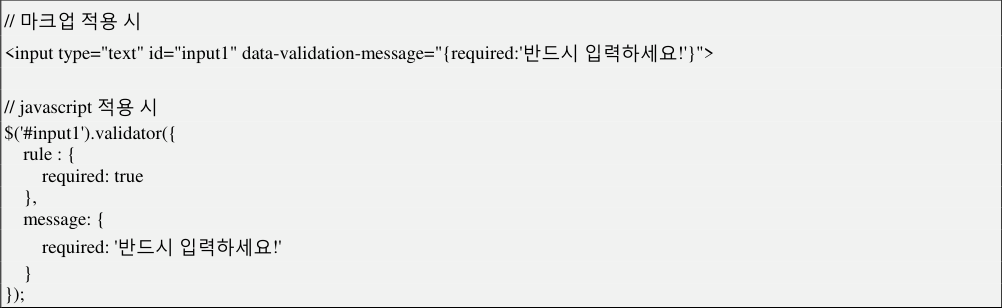 // 마크업 적용 시
<input type="text" id="input1" data-validation-message="{required:'반드시 입력하세요!'}">
// javascript 적용 시
$('#input1').validator({
    rule : {
        required: true
    },
    message: {
        required: '반드시 입력하세요!'
    }
});